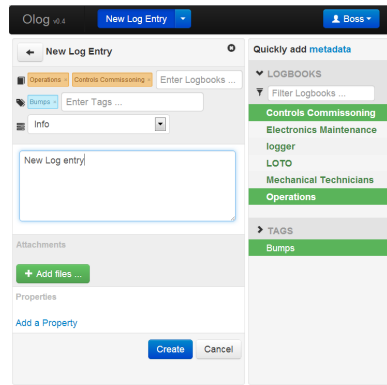 Olog v0.4 New Log Entry Boss
New Log Entry
Operations × Controls Commissoning × Enter Logbooks ...
Bumps × Enter Tags ...
Info
New Log entry
Attachments
+ Add files ...
Properties
Add a Property
Create Cancel
Quickly add metadata
LOGBOOKS
Filter Logbooks ...
Controls Commissoning
Electronics Maintenance
logger
LOTO
Mechanical Technicians
Operations
TAGS
Bumps